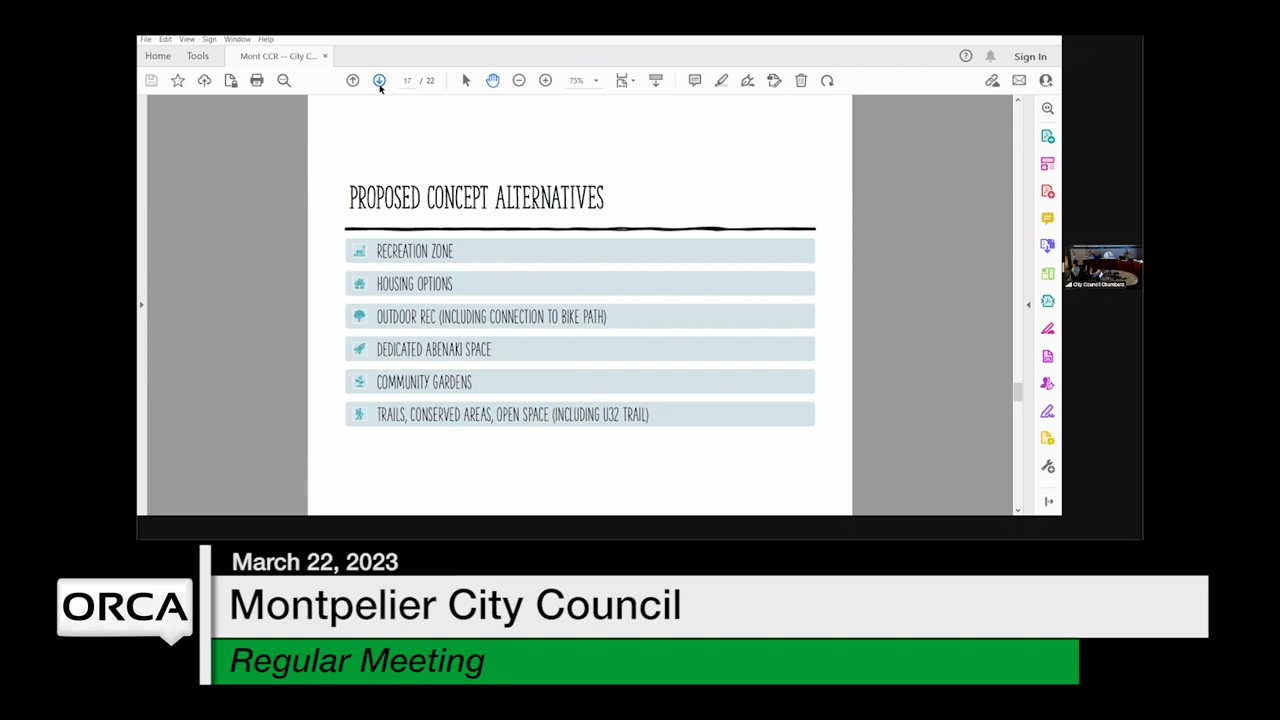 File Edit View Sign Window Help
Home Tools Mont CCR -- City C... × Sign In
17 / 22 75%
PROPOSED CONCEPT ALTERNATIVES
RECREATION ZONE
HOUSING OPTIONS
OUTDOOR REC (INCLUDING CONNECTION TO BIKE PATH)
DEDICATED ABENAKI SPACE
COMMUNITY GARDENS
TRAILS, CONSERVED AREAS, OPEN SPACE (INCLUDING U32 TRAIL)
City Council Chambers
March 22, 2023
ORCA
Montpelier City Council
Regular Meeting